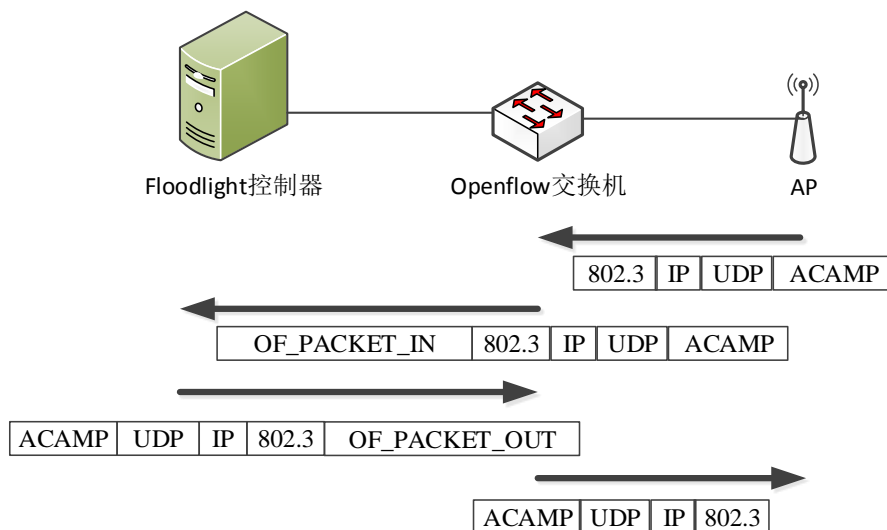 Floodlight控制器 Openflow交换机 AP
802.3 IP UDP ACAMP
OF_PACKET_IN 802.3 IP UDP ACAMP
ACAMP UDP IP 802.3 OF_PACKET_OUT
ACAMP UDP IP 802.3